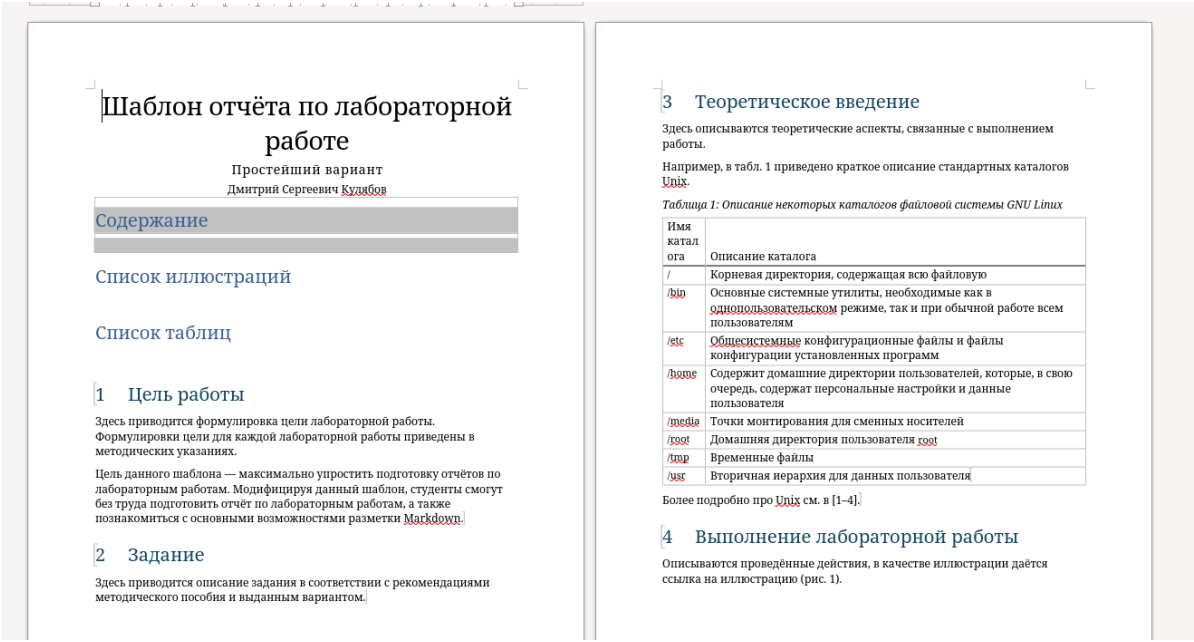 Шаблон отчёта по лабораторной
работе
Простейший вариант
Дмитрий Сергеевич Кулябов
Содержание
Список иллюстраций
Список таблиц
1 Цель работы
Здесь приводится формулировка цели лабораторной работы.
Формулировки цели для каждой лабораторной работы приведены в
методических указаниях.
Цель данного шаблона — максимально упростить подготовку отчётов по
лабораторным работам. Модифицируя данный шаблон, студенты смогут
без труда подготовить отчёт по лабораторным работам, а также
познакомиться с основными возможностями разметки Markdown.
2 Задание
Здесь приводится описание задания в соответствии с рекомендациями
методического пособия и выданным вариантом.
3 Теоретическое введение
Здесь описываются теоретические аспекты, связанные с выполнением
работы.
Например, в табл. 1 приведено краткое описание стандартных каталогов
Unix.
Таблица 1: Описание некоторых каталогов файловой системы GNU Linux
Имя
катал
ога Описание каталога
/ Корневая директория, содержащая всю файловую
/bin Основные системные утилиты, необходимые как в
однопользовательском режиме, так и при обычной работе всем
пользователям
/etc Общесистемные конфигурационные файлы и файлы
конфигурации установленных программ
/home Содержит домашние директории пользователей, которые, в свою
очередь, содержат персональные настройки и данные
пользователя
/media Точки монтирования для сменных носителей
/root Домашняя директория пользователя root
/tmp Временные файлы
/usr Вторичная иерархия для данных пользователя
Более подробно про Unix см. в [1–4].
4 Выполнение лабораторной работы
Описываются проведённые действия, в качестве иллюстрации даётся
ссылка на иллюстрацию (рис. 1).